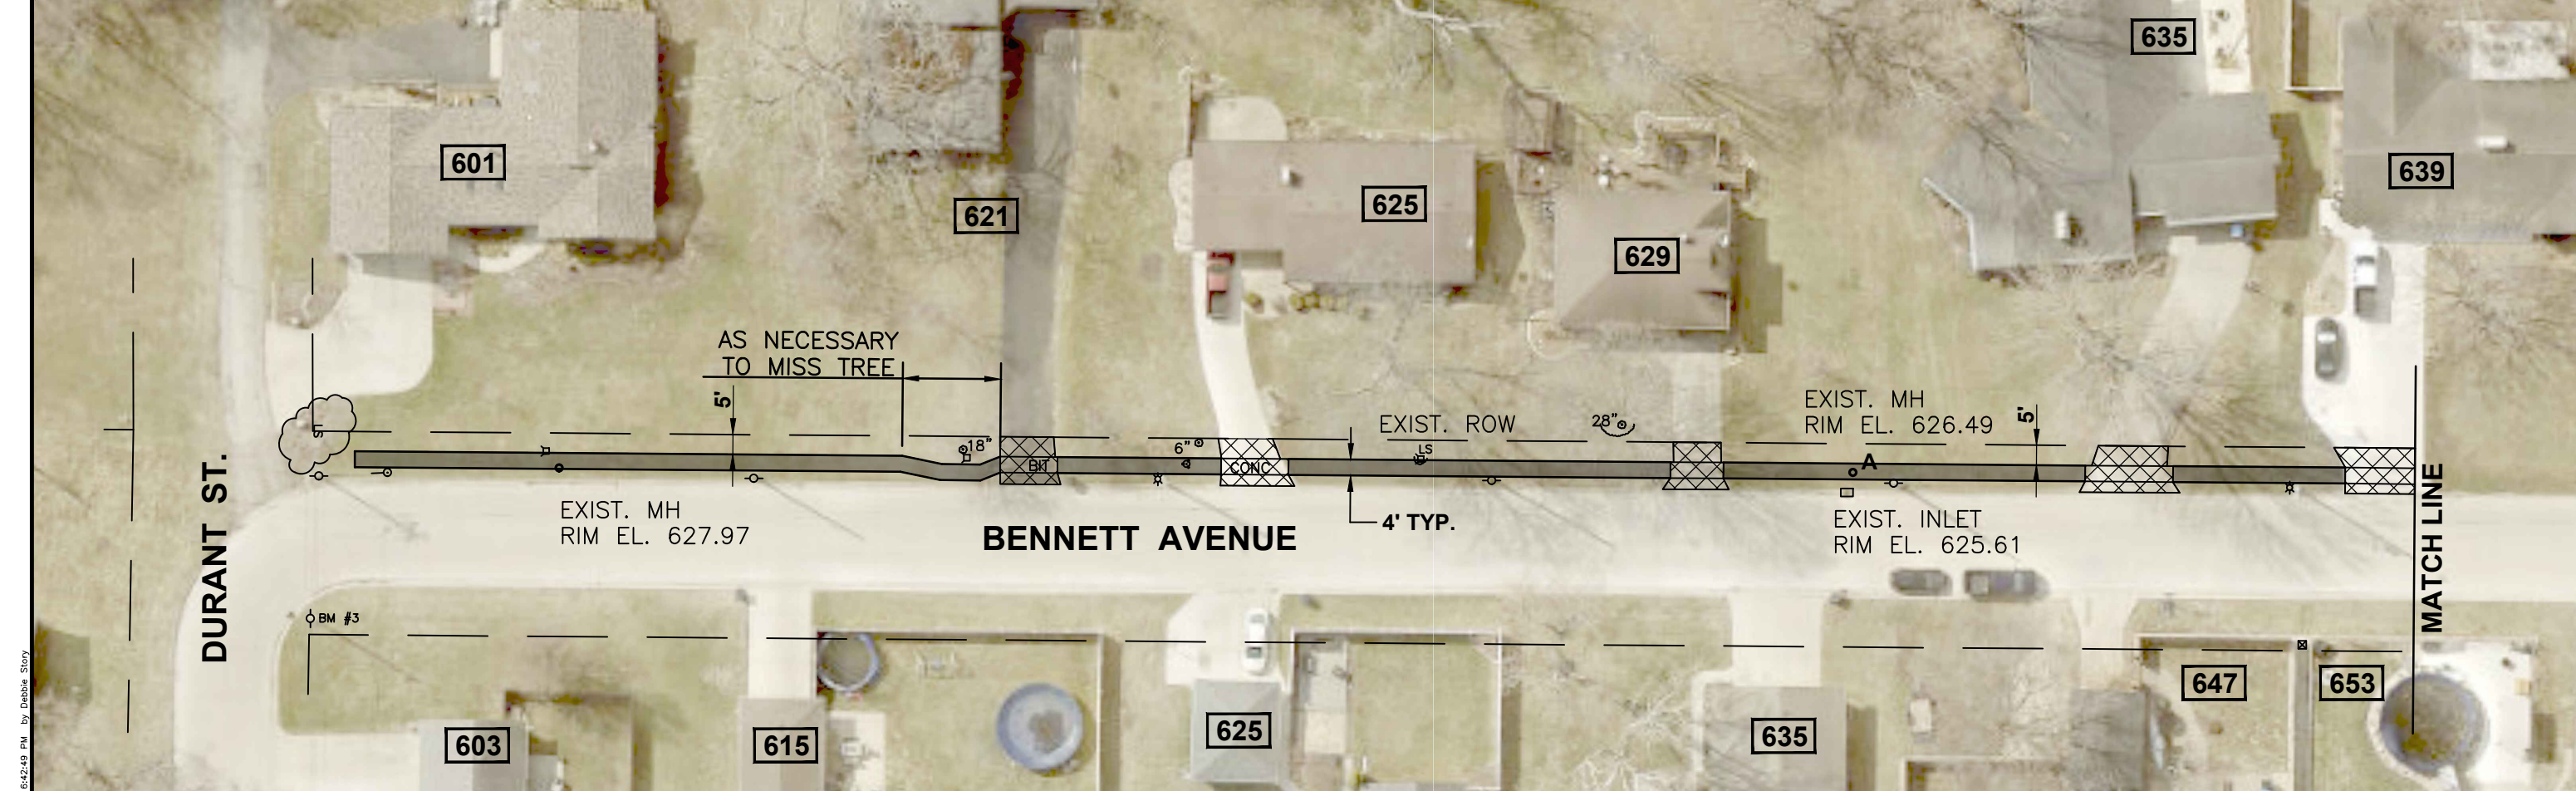 635
601
639
621
625
629
AS NECESSARY
TO MISS TREE
5'
EXIST. MH
RIM EL. 626.49
5'
EXIST. ROW
28"
LS
18"
6"
LS
BIT
CONC
A
EXIST. MH
RIM EL. 627.97
BENNETT AVENUE
4' TYP.
EXIST. INLET
RIM EL. 625.61
DURANT ST.
MATCH LINE
BM #3
647
653
603
615
625
635
6:42:49 PM by Debbie Story